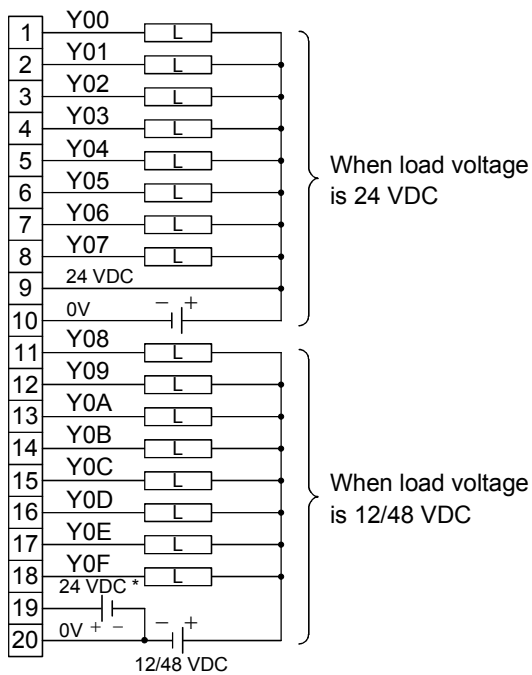 1 Y00 L
2 Y01 L
3 Y02 L
4 Y03 L
5 Y04 L
6 Y05 L
7 Y06 L
8 Y07 L
9 24 VDC
10 0V − +
When load voltage
is 24 VDC
11 Y08 L
12 Y09 L
13 Y0A L
14 Y0B L
15 Y0C L
16 Y0D L
17 Y0E L
18 Y0F L
19 24 VDC *
20 0V + − − +
12/48 VDC
When load voltage
is 12/48 VDC